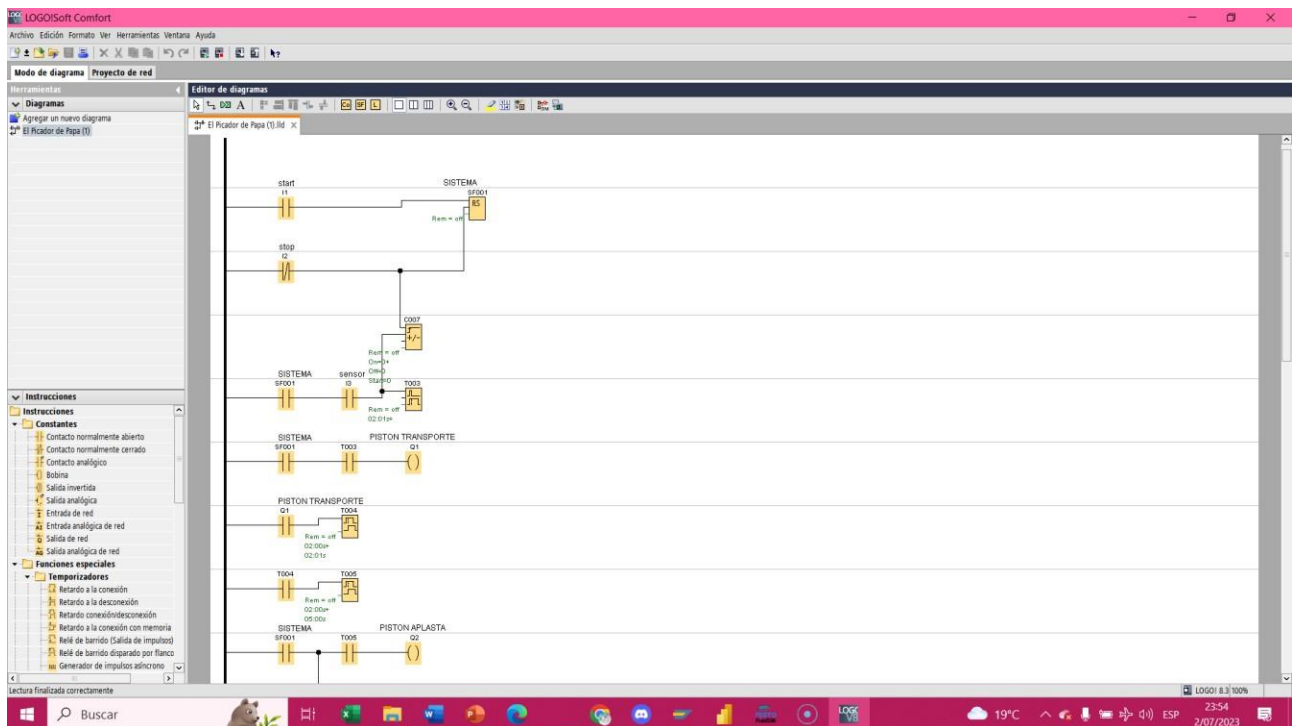 LOGO!Soft Comfort
Archivo Edición Formato Ver Herramientas Ventana Ayuda
Modo de diagrama Proyecto de red
Herramientas
Diagramas
Agregar un nuevo diagrama
El Picador de Papa (1)
Instrucciones
Instrucciones
Constantes
Contacto normalmente abierto
Contacto normalmente cerrado
Contacto analógico
Bobina
Salida invertida
Salida analógica
Entrada de red
Entrada analógica de red
Salida de red
Salida analógica de red
Funciones especiales
Temporizadores
Retardo a la conexión
Retardo a la desconexión
Retardo conexión/desconexión
Retardo a la conexión con memoria
Relé de barrido (Salida de impulsos)
Relé de barrido disparado por flanco
Generador de impulsos asíncrono
Editor de diagramas
A Co SF L
El Picador de Papa (1).lld
start SISTEMA
I1 SF001
RS
Rem = off
stop
I2
C007
+/-
Rem = off
On=0+
Off=0
Start=0
SISTEMA sensor
SF001 I3 T003
Rem = off
02:01s+
SISTEMA PISTON TRANSPORTE
SF001 T003 Q1
PISTON TRANSPORTE
Q1 T004
Rem = off
02:00s+
02:01s
T004 T005
Rem = off
02:00s+
05:00s
SISTEMA PISTON APLASTA
SF001 T005 Q2
Lectura finalizada correctamente
LOGO! 8.3 100%
Buscar
19°C ESP
23:54
2/07/2023